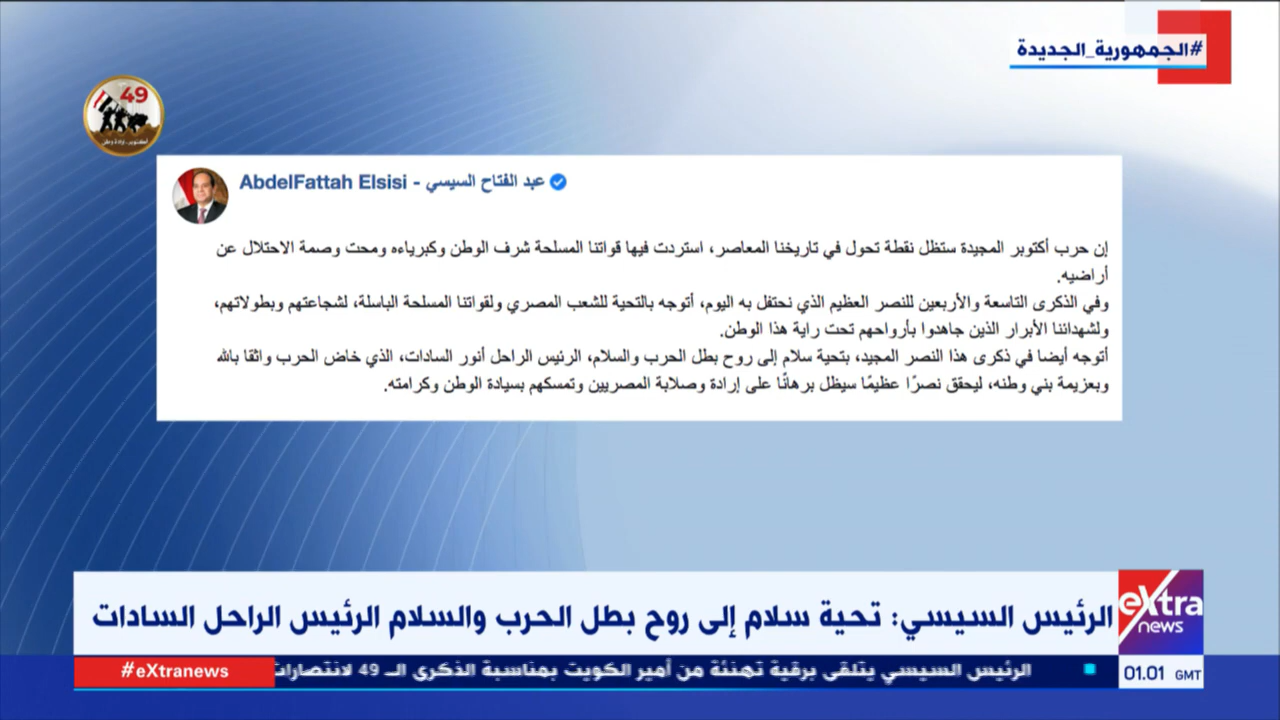 #الجمهورية_الجديدة
49
AbdelFattah Elsisi - عبد الفتاح السيسي
إن حرب أكتوبر المجيدة ستظل نقطة تحول في تاريخنا المعاصر، استردت فيها قواتنا المسلحة شرف الوطن وكبرياءه ومحت وصمة الاحتلال عن
أراضيه.
وفي الذكرى التاسعة والأربعين للنصر العظيم الذي نحتفل به اليوم، أتوجه بالتحية للشعب المصري ولقواتنا المسلحة الباسلة، لشجاعتهم وبطولاتهم،
ولشهدائنا الأبرار الذين جاهدوا بأرواحهم تحت راية هذا الوطن.
أتوجه أيضا في ذكرى هذا النصر المجيد، بتحية سلام إلى روح بطل الحرب والسلام، الرئيس الراحل أنور السادات، الذي خاض الحرب واثقا بالله
وبعزيمة بني وطنه، ليحقق نصرًا عظيمًا سيظل برهانًا على إرادة وصلابة المصريين وتمسكهم بسيادة الوطن وكرامته.
الرئيس السيسي: تحية سلام إلى روح بطل الحرب والسلام الرئيس الراحل السادات
eXtra
news
الرئيس السيسي يتلقى برقية تهنئة من أمير الكويت بمناسبة الذكرى الـ 49 لانتصارات
#eXtranews
01.01 GMT